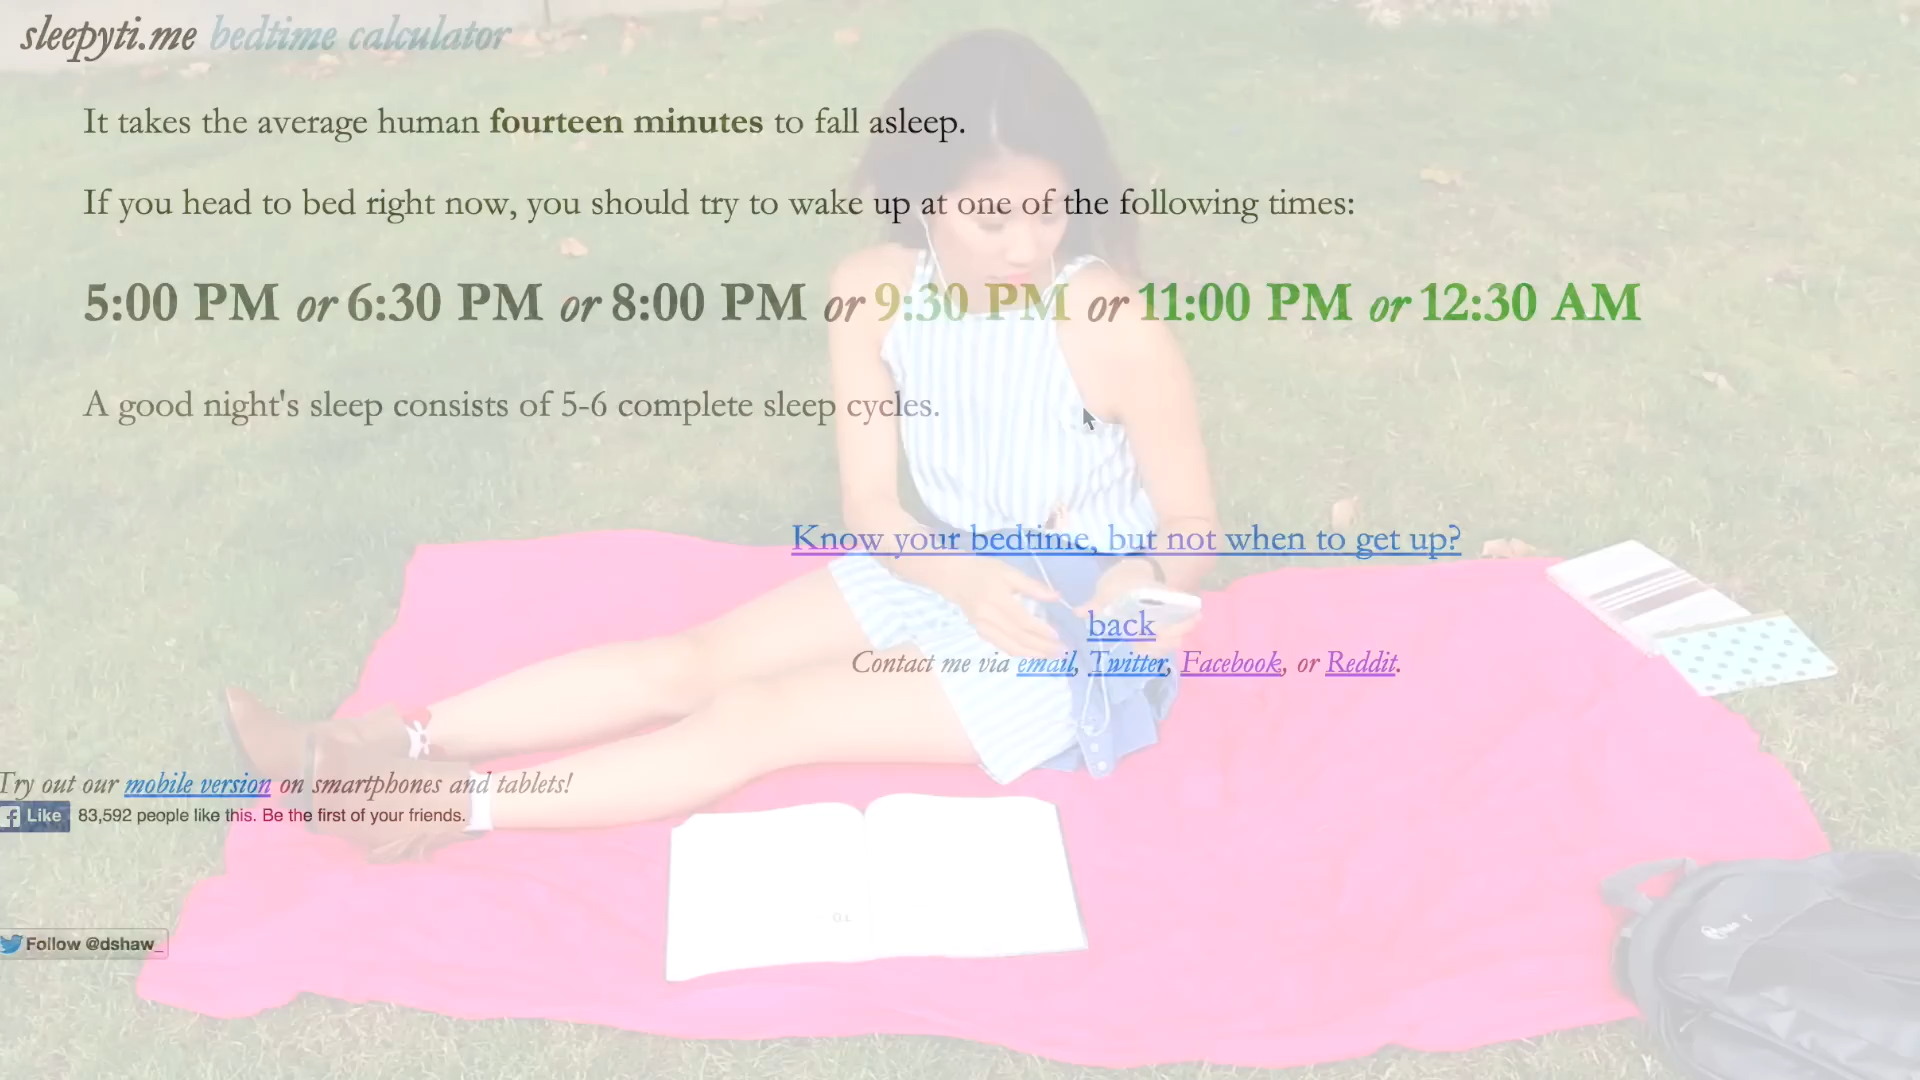 sleepyti.me bedtime calculator
It takes the average human fourteen minutes to fall asleep.
If you head to bed right now, you should try to wake up at one of the following times:
5:00 PM or 6:30 PM or 8:00 PM or 9:30 PM or 11:00 PM or 12:30 AM
A good night's sleep consists of 5-6 complete sleep cycles.
Know your bedtime, but not when to get up?
back
Contact me via email, Twitter, Facebook, or Reddit.
Try out our mobile version on smartphones and tablets!
Like 83,592 people like this. Be the first of your friends.
Follow @dshaw_